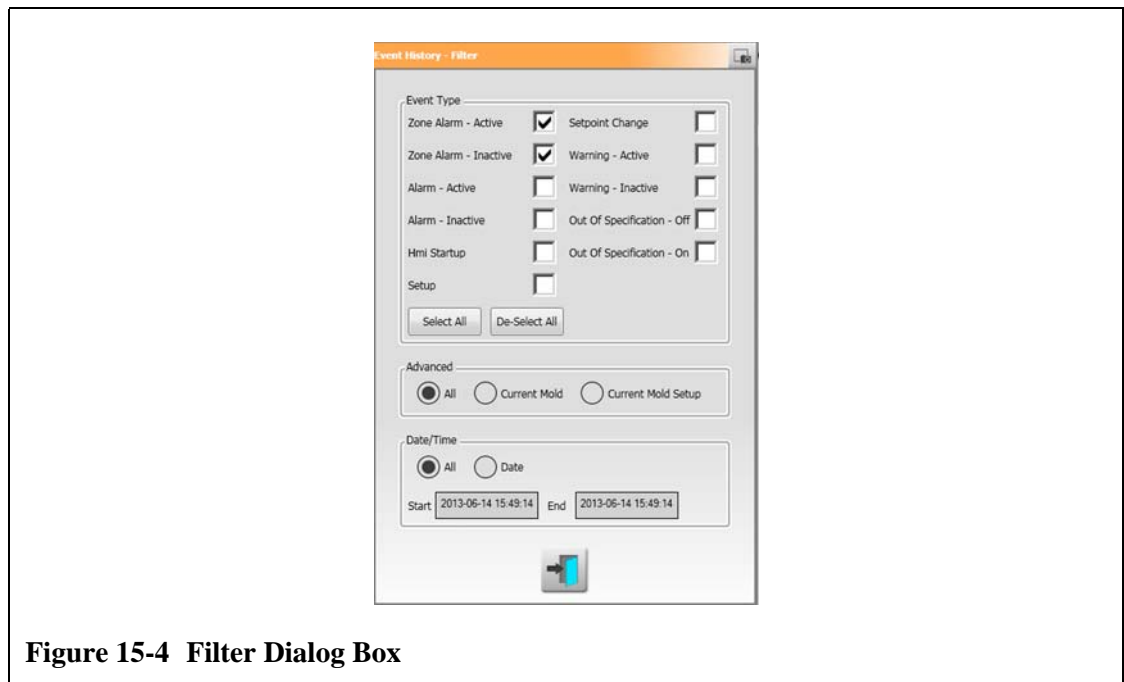 Event History - Filter
Event Type
Zone Alarm - Active Setpoint Change
Zone Alarm - Inactive Warning - Active
Alarm - Active Warning - Inactive
Alarm - Inactive Out Of Specification - Off
Hmi Startup Out Of Specification - On
Setup
Select All De-Select All
Advanced
All Current Mold Current Mold Setup
Date/Time
All Date
Start 2013-06-14 15:49:14 End 2013-06-14 15:49:14
Figure 15-4 Filter Dialog Box